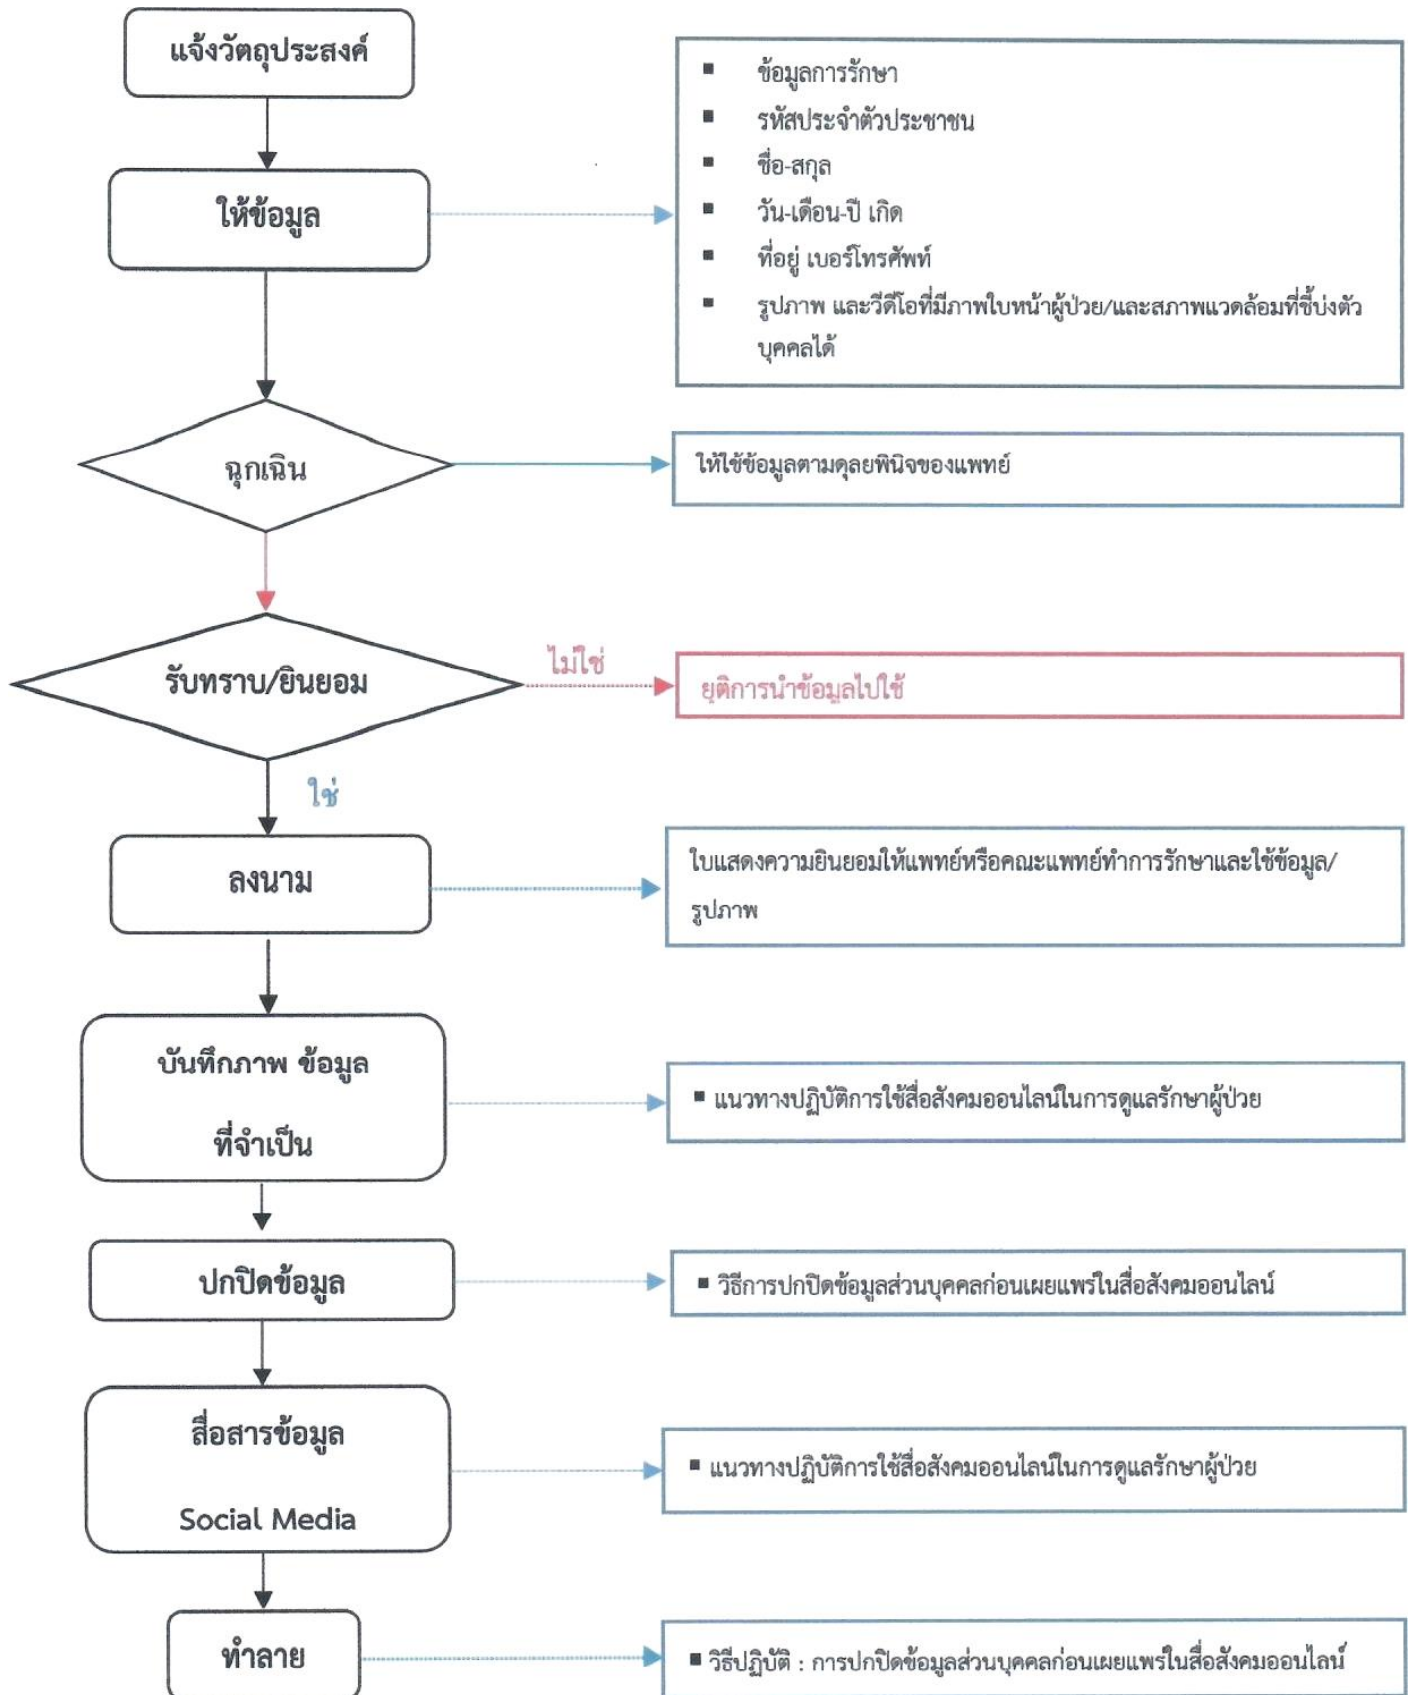 แจ้งวัตถุประสงค์
ให้ข้อมูล
▪ ข้อมูลการรักษา
▪ รหัสประจำตัวประชาชน
▪ ชื่อ-สกุล
▪ วัน-เดือน-ปี เกิด
▪ ที่อยู่ เบอร์โทรศัพท์
▪ รูปภาพ และวีดีโอที่มีภาพใบหน้าผู้ป่วย/และสภาพแวดล้อมที่ชี้บ่งตัว
บุคคลได้
ฉุกเฉิน
ให้ใช้ข้อมูลตามดุลยพินิจของแพทย์
รับทราบ/ยินยอม
ไม่ใช่
ยุติการนำข้อมูลไปใช้
ใช่
ลงนาม
ใบแสดงความยินยอมให้แพทย์หรือคณะแพทย์ทำการรักษาและใช้ข้อมูล/
รูปภาพ
บันทึกภาพ ข้อมูล
ที่จำเป็น
▪ แนวทางปฏิบัติการใช้สื่อสังคมออนไลน์ในการดูแลรักษาผู้ป่วย
ปกปิดข้อมูล
▪ วิธีการปกปิดข้อมูลส่วนบุคคลก่อนเผยแพร่ในสื่อสังคมออนไลน์
สื่อสารข้อมูล
Social Media
▪ แนวทางปฏิบัติการใช้สื่อสังคมออนไลน์ในการดูแลรักษาผู้ป่วย
ทำลาย
▪ วิธีปฏิบัติ : การปกปิดข้อมูลส่วนบุคคลก่อนเผยแพร่ในสื่อสังคมออนไลน์